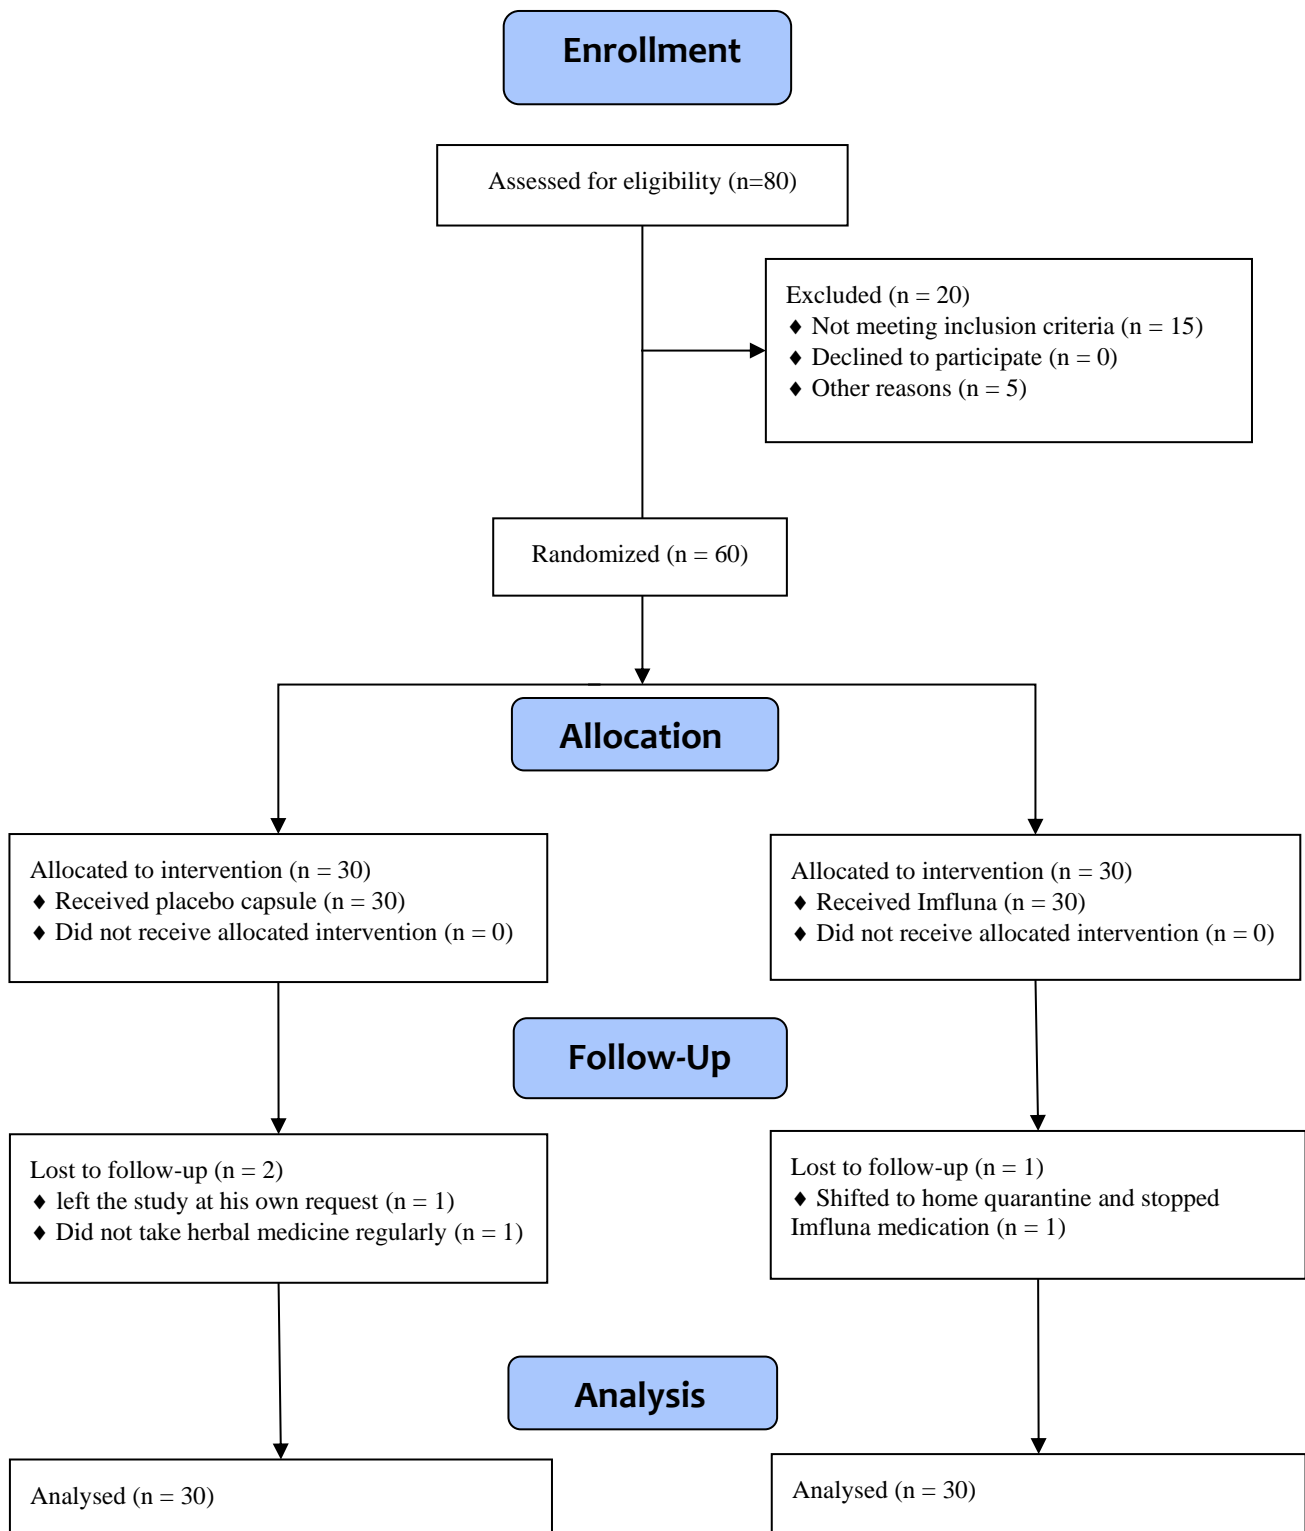 Enrollment
Assessed for eligibility (n=80)
Excluded (n = 20)
♦ Not meeting inclusion criteria (n = 15)
♦ Declined to participate (n = 0)
♦ Other reasons (n = 5)
Randomized (n = 60)
Allocation
Allocated to intervention (n = 30)
♦ Received placebo capsule (n = 30)
♦ Did not receive allocated intervention (n = 0)
Allocated to intervention (n = 30)
♦ Received Imfluna (n = 30)
♦ Did not receive allocated intervention (n = 0)
Follow-Up
Lost to follow-up (n = 2)
♦ left the study at his own request (n = 1)
♦ Did not take herbal medicine regularly (n = 1)
Lost to follow-up (n = 1)
♦ Shifted to home quarantine and stopped
Imfluna medication (n = 1)
Analysis
Analysed (n = 30)
Analysed (n = 30)